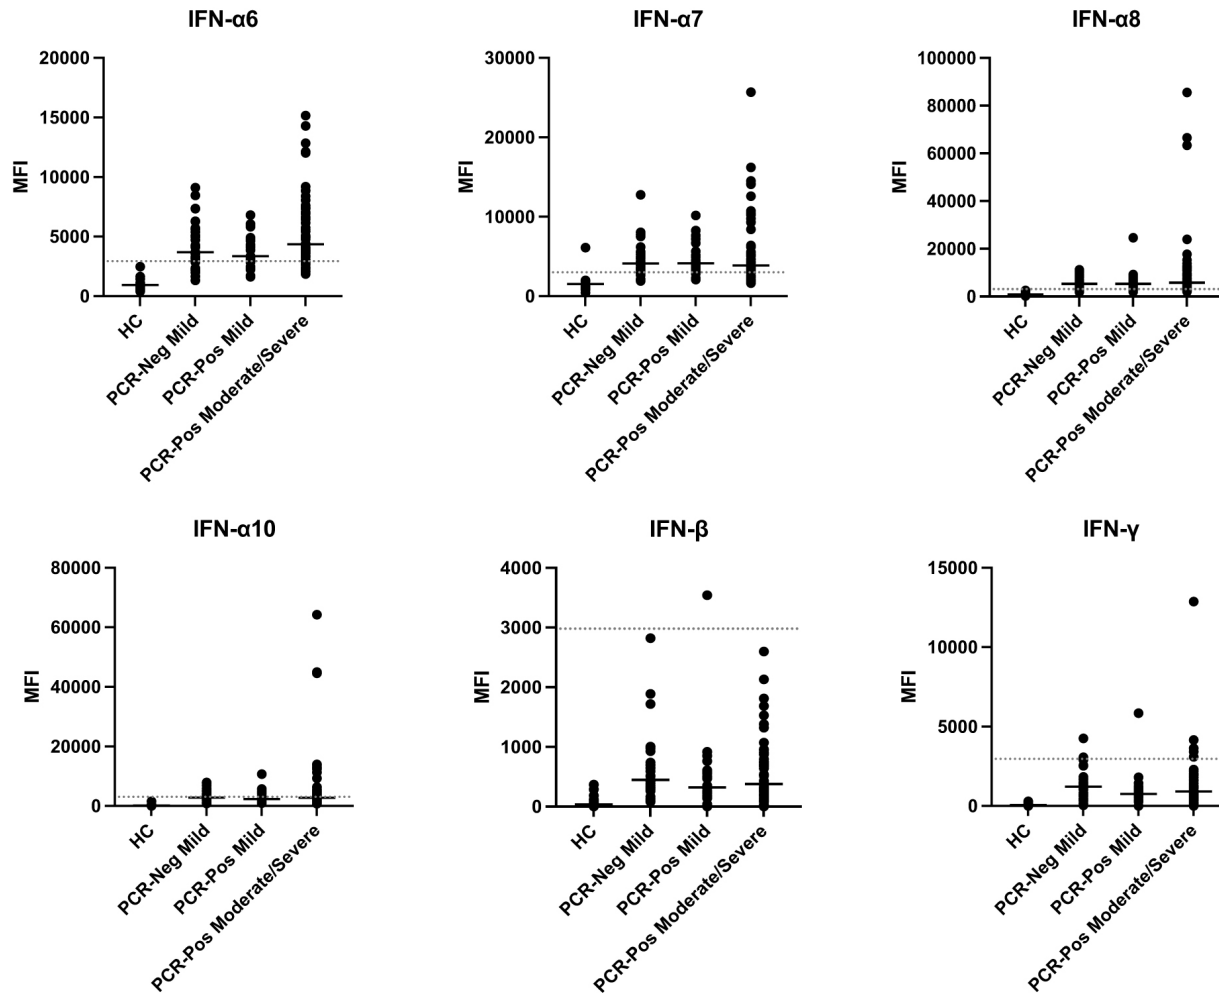 IFN-α6
20000
15000
10000
5000
0
MFI
HC
PCR-Neg Mild
PCR-Pos Mild
PCR-Pos Moderate/Severe
IFN-α7
30000
20000
10000
0
MFI
HC
PCR-Neg Mild
PCR-Pos Mild
PCR-Pos Moderate/Severe
IFN-α8
100000
80000
60000
40000
20000
0
MFI
HC
PCR-Neg Mild
PCR-Pos Mild
PCR-Pos Moderate/Severe
IFN-α10
80000
60000
40000
20000
0
MFI
HC
PCR-Neg Mild
PCR-Pos Mild
PCR-Pos Moderate/Severe
IFN-β
4000
3000
2000
1000
0
MFI
HC
PCR-Neg Mild
PCR-Pos Mild
PCR-Pos Moderate/Severe
IFN-γ
15000
10000
5000
0
MFI
HC
PCR-Neg Mild
PCR-Pos Mild
PCR-Pos Moderate/Severe